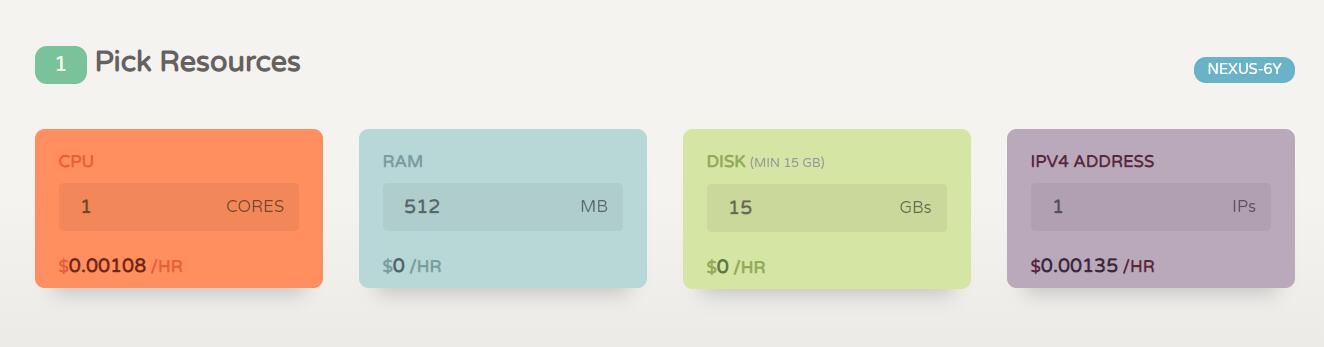 1 Pick Resources
NEXUS-6Y
CPU
1 CORES
$0.00108 /HR
RAM
512 MB
$0 /HR
DISK (MIN 15 GB)
15 GBs
$0 /HR
IPV4 ADDRESS
1 IPs
$0.00135 /HR